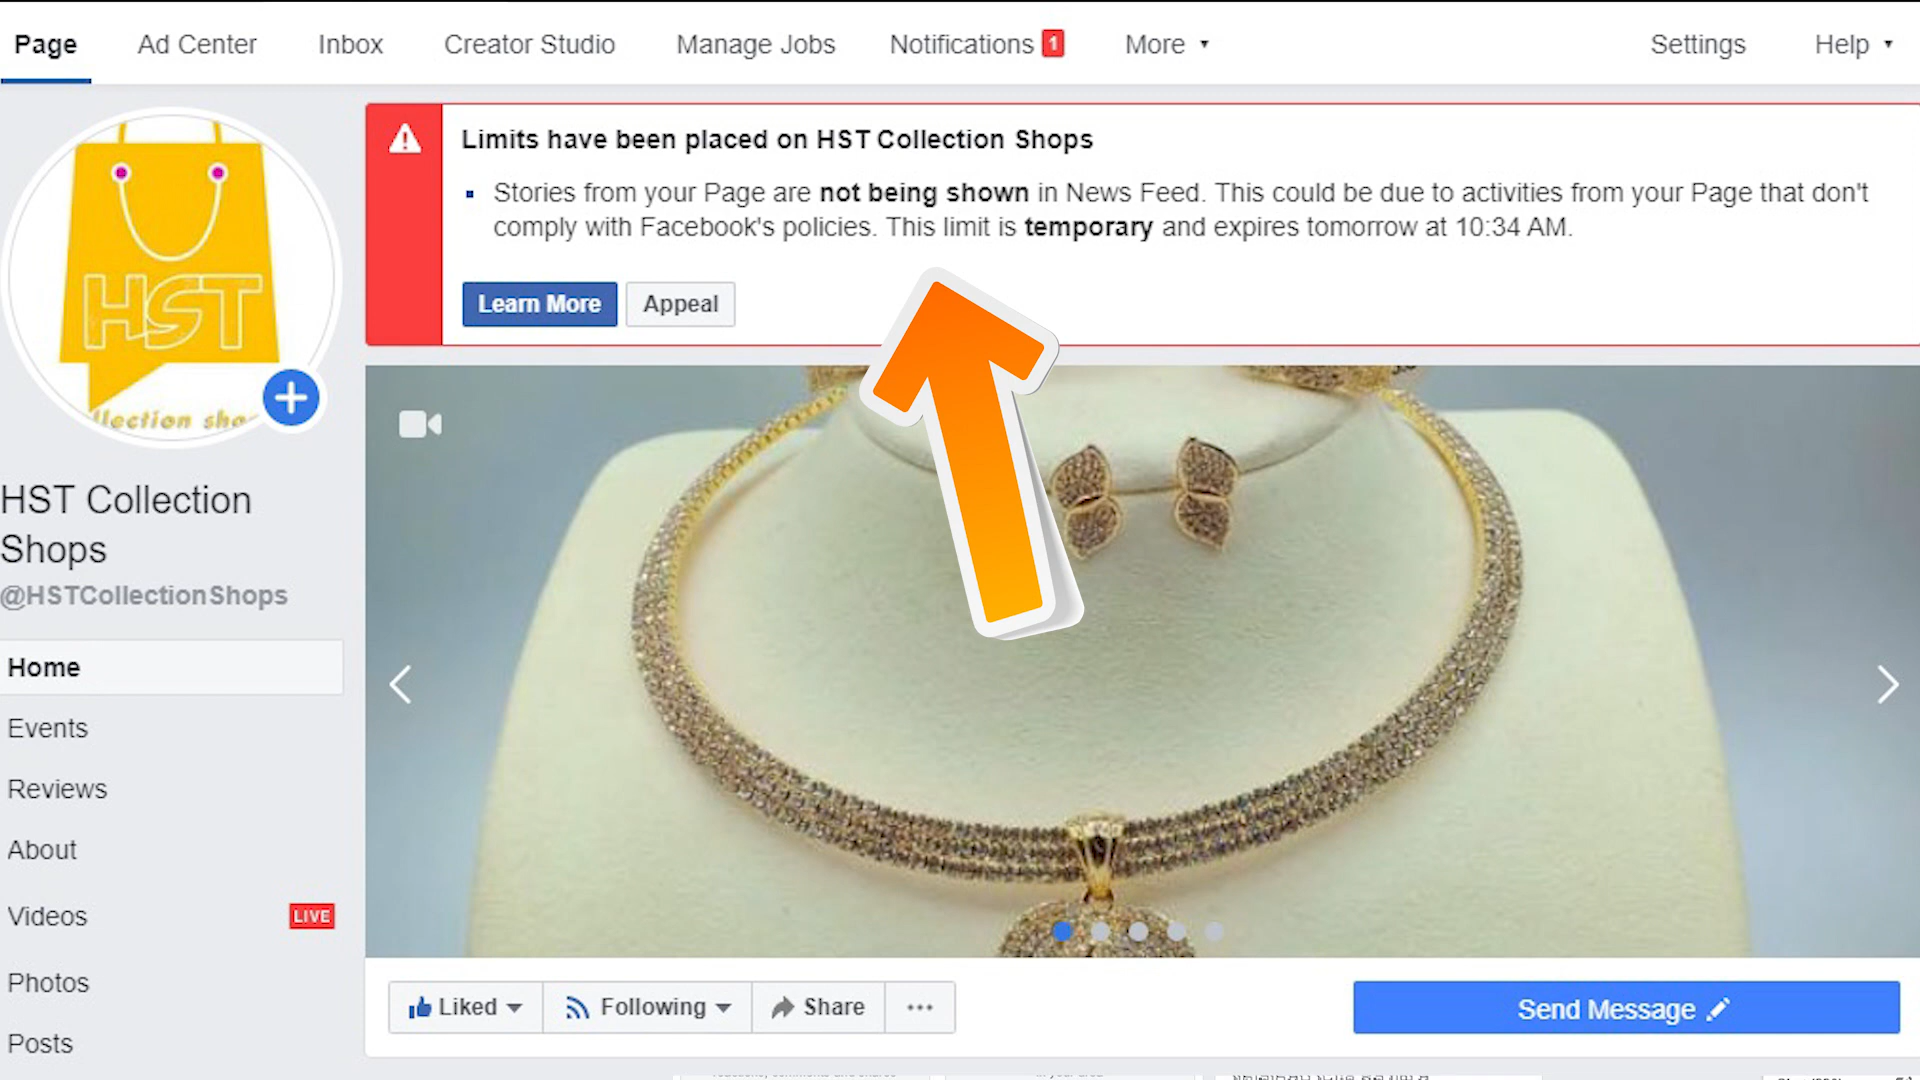 Page Ad Center Inbox Creator Studio Manage Jobs Notifications 1 More Settings Help
Limits have been placed on HST Collection Shops
Stories from your Page are not being shown in News Feed. This could be due to activities from your Page that don't
comply with Facebook's policies. This limit is temporary and expires tomorrow at 10:34 AM.
Learn More Appeal
HST
llection sho
HST Collection
Shops
@HSTCollectionShops
Home
Events
Reviews
About
Videos LIVE
Photos
Posts
Liked Following Share
Send Message